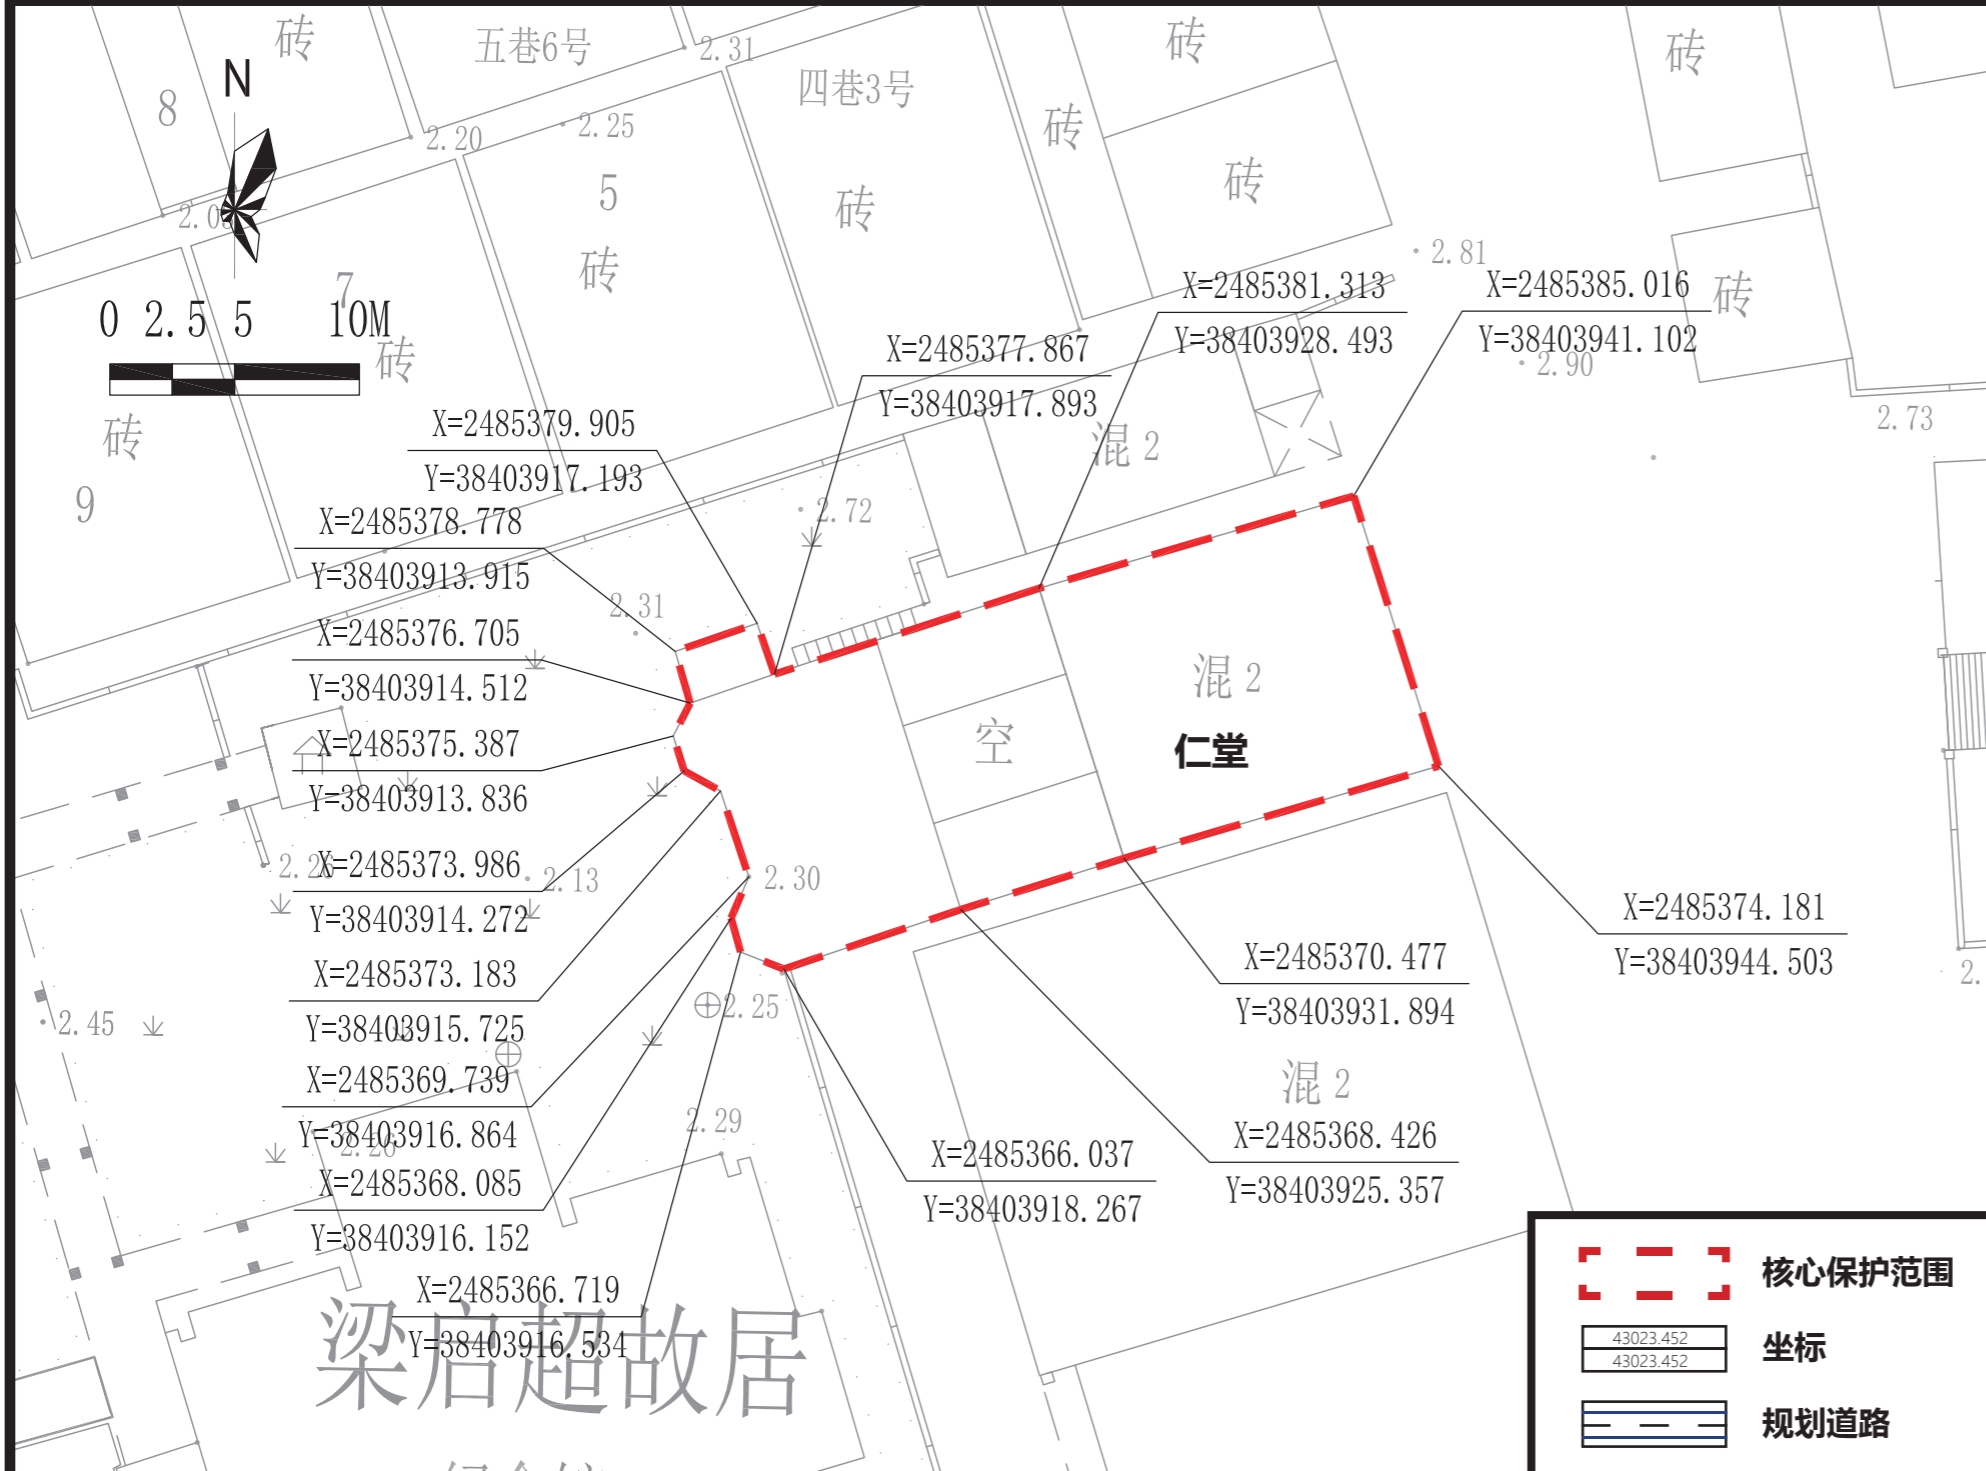 砖
五巷6号
2.31
砖
砖
N
8
四巷3号
砖
2.20
2.25
砖
5
砖
砖
2.81
7
X=2485381.313
Y=38403928.493
X=2485385.016
Y=38403941.102
砖
0 2.5 5 10M
砖
2.90
X=2485377.867
Y=38403917.893
2.73
砖
混 2
9
X=2485379.905
Y=38403917.193
2.72
X=2485378.778
Y=38403913.915
2.31
X=2485376.705
Y=38403914.512
混 2
空
仁堂
X=2485375.387
Y=38403913.836
X=2485373.986
Y=38403914.272
2.13
2.30
X=2485374.181
Y=38403944.503
X=2485373.183
Y=38403915.725
2.45
2.25
X=2485370.477
Y=38403931.894
X=2485369.739
Y=38403916.864
2.26
2.29
混 2
X=2485368.426
Y=38403925.357
X=2485366.037
Y=38403918.267
X=2485368.085
Y=38403916.152
X=2485366.719
Y=38403916.534
梁启超故居
核心保护范围
43023.452
43023.452
坐标
规划道路